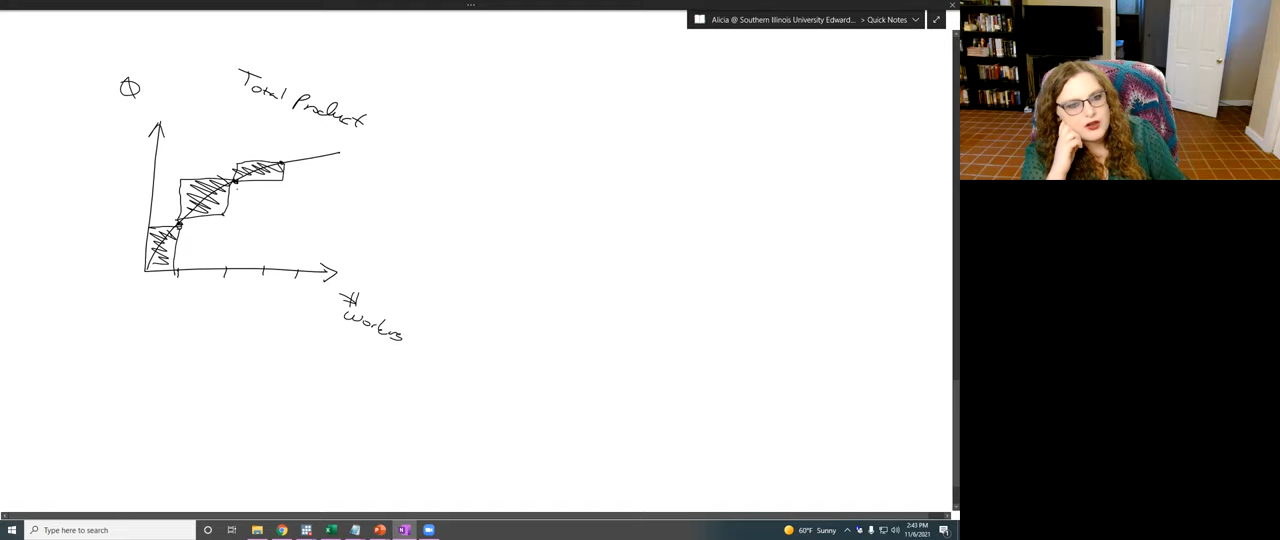 Alicia @ Southern Illinois University Edward... > Quick Notes
Total Product
Q
#
Workers
Type here to search
60°F Sunny
2:43 PM
11/6/2021